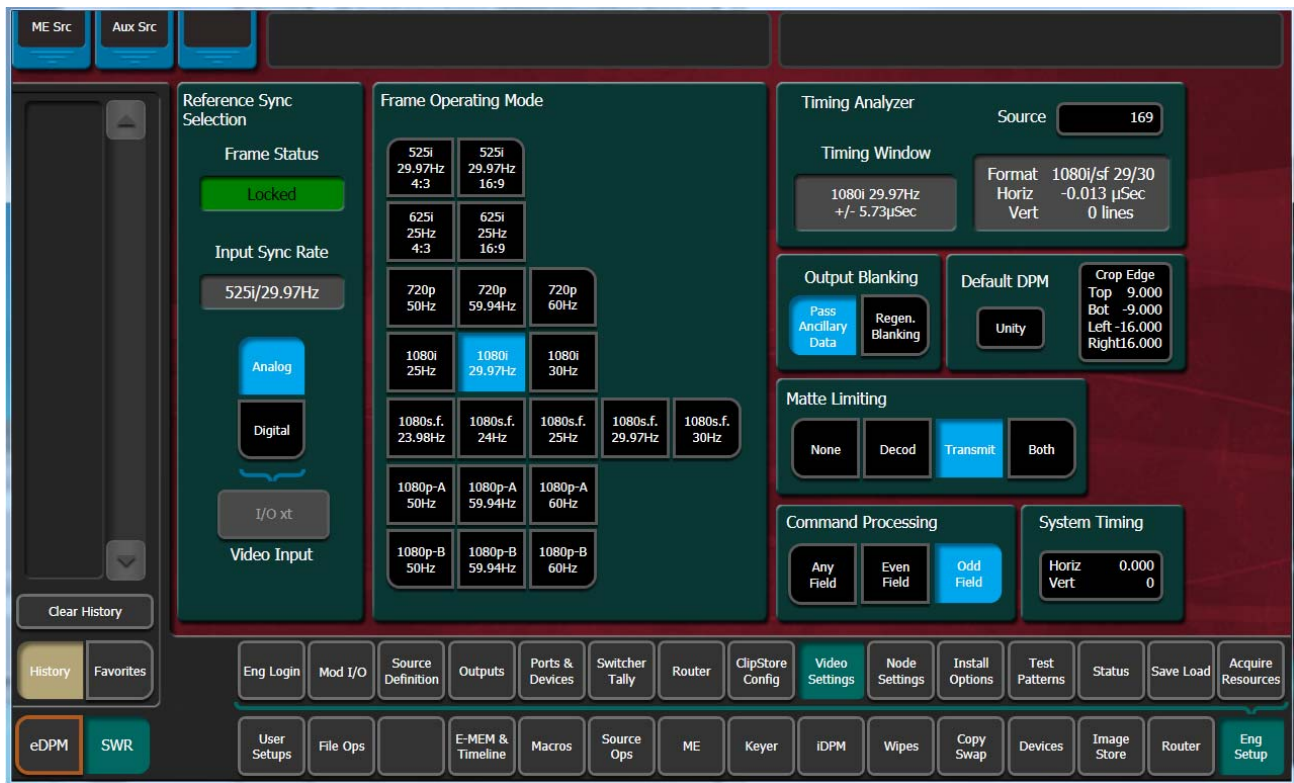 ME Src
Aux Src
Reference Sync
Selection
Frame Status
Locked
Input Sync Rate
525i/29.97Hz
Analog
Digital
I/O xt
Video Input
Frame Operating Mode
525i
29.97Hz
4:3
525i
29.97Hz
16:9
625i
25Hz
4:3
625i
25Hz
16:9
720p
50Hz
720p
59.94Hz
720p
60Hz
1080i
25Hz
1080i
29.97Hz
1080i
30Hz
1080s.f.
23.98Hz
1080s.f.
24Hz
1080s.f.
25Hz
1080s.f.
29.97Hz
1080s.f.
30Hz
1080p-A
50Hz
1080p-A
59.94Hz
1080p-A
60Hz
1080p-B
50Hz
1080p-B
59.94Hz
1080p-B
60Hz
Timing Analyzer
Source 169
Timing Window
1080i 29.97Hz
+/- 5.73µSec
Format 1080i/sf 29/30
Horiz -0.013 µSec
Vert 0 lines
Output Blanking
Pass
Ancillary
Data
Regen.
Blanking
Default DPM
Unity
Crop Edge
Top 9.000
Bot -9.000
Left -16.000
Right16.000
Matte Limiting
None
Decod
Transmit
Both
Command Processing
Any
Field
Even
Field
Odd
Field
System Timing
Horiz 0.000
Vert 0
Clear History
History
Favorites
Eng Login
Mod I/O
Source
Definition
Outputs
Ports &
Devices
Switcher
Tally
Router
ClipStore
Config
Video
Settings
Node
Settings
Install
Options
Test
Patterns
Status
Save Load
Acquire
Resources
eDPM
SWR
User
Setups
File Ops
E-MEM &
Timeline
Macros
Source
Ops
ME
Keyer
iDPM
Wipes
Copy
Swap
Devices
Image
Store
Router
Eng
Setup